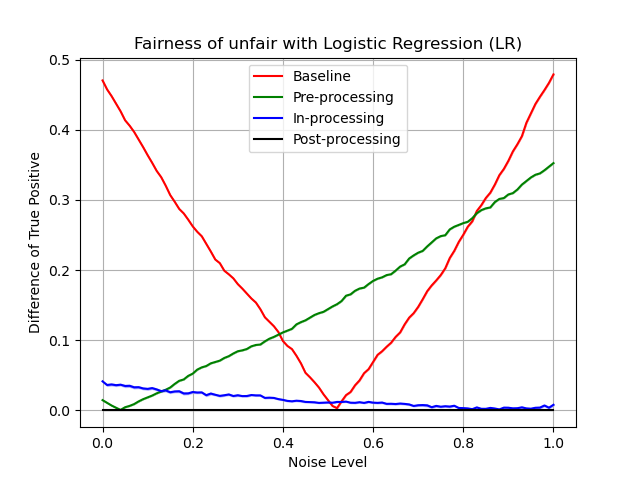 Fairness of unfair with Logistic Regression (LR)
Baseline
Pre-processing
In-processing
Post-processing
Difference of True Positive
0.5
0.4
0.3
0.2
0.1
0.0
0.0 0.2 0.4 0.6 0.8 1.0
Noise Level